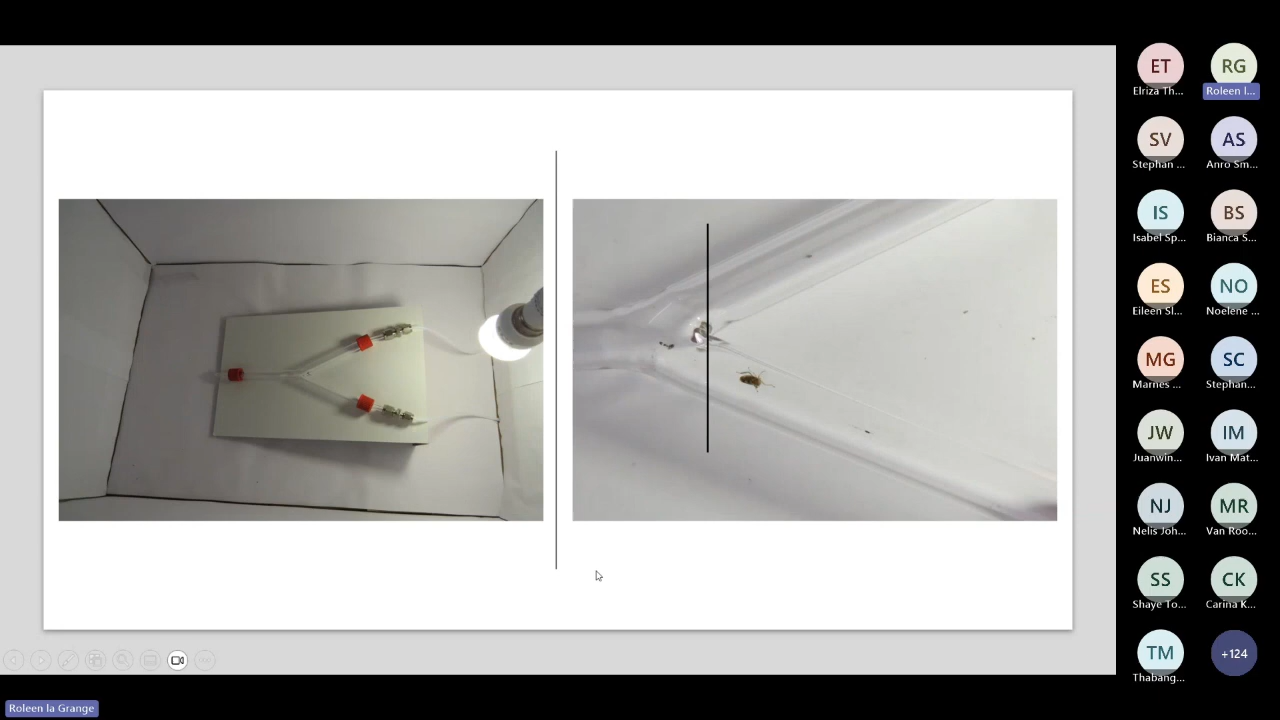 ET
RG
Elriza Th...
Roleen l...
SV
AS
Stephan ...
Anro Sm...
IS
BS
Isabel Sp...
Bianca S...
ES
NO
Eileen Sl...
Noelene ...
MG
SC
Marnes ...
Stephan...
JW
IM
Juanwin...
Ivan Mat...
NJ
MR
Nelis Joh...
Van Roo...
SS
CK
Shaye To...
Carina K...
TM
+124
Thabang...
Roleen la Grange